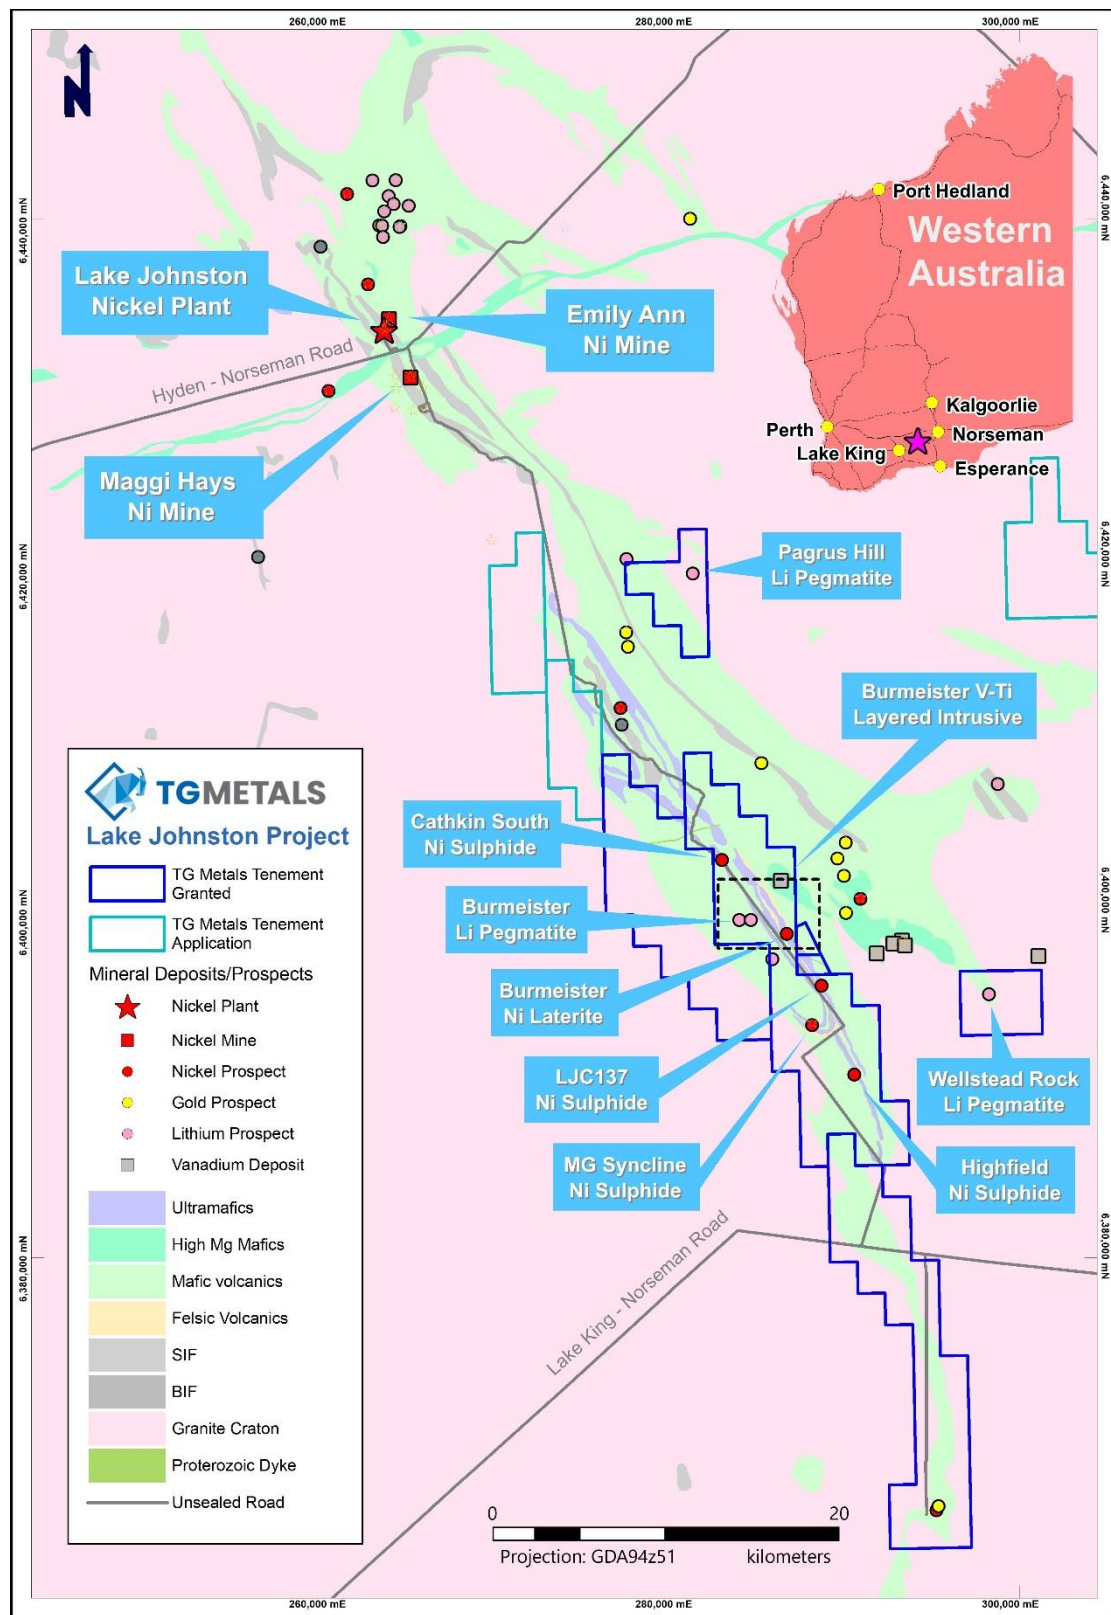 260,000 mE
280,000 mE
300,000 mE
N
6,440,000 mN
6,440,000 mN
Port Hedland
Western
Australia
Kalgoorlie
Perth
Norseman
Lake King
Esperance
Lake Johnston
Nickel Plant
Emily Ann
Ni Mine
Hyden - Norseman Road
Maggi Hays
Ni Mine
6,420,000 mN
6,420,000 mN
Pagrus Hill
Li Pegmatite
Burmeister V-Ti
Layered Intrusive
Cathkin South
Ni Sulphide
Burmeister
Li Pegmatite
6,400,000 mN
6,400,000 mN
Burmeister
Ni Laterite
LJC137
Ni Sulphide
Wellstead Rock
Li Pegmatite
MG Syncline
Ni Sulphide
Highfield
Ni Sulphide
6,380,000 mN
6,380,000 mN
Lake King - Norseman Road
TGMETALS
Lake Johnston Project
TG Metals Tenement
Granted
TG Metals Tenement
Application
Mineral Deposits/Prospects
Nickel Plant
Nickel Mine
Nickel Prospect
Gold Prospect
Lithium Prospect
Vanadium Deposit
Ultramafics
High Mg Mafics
Mafic volcanics
Felsic Volcanics
SIF
BIF
Granite Craton
Proterozoic Dyke
Unsealed Road
0
20
Projection: GDA94z51
kilometers
260,000 mE
280,000 mE
300,000 mE